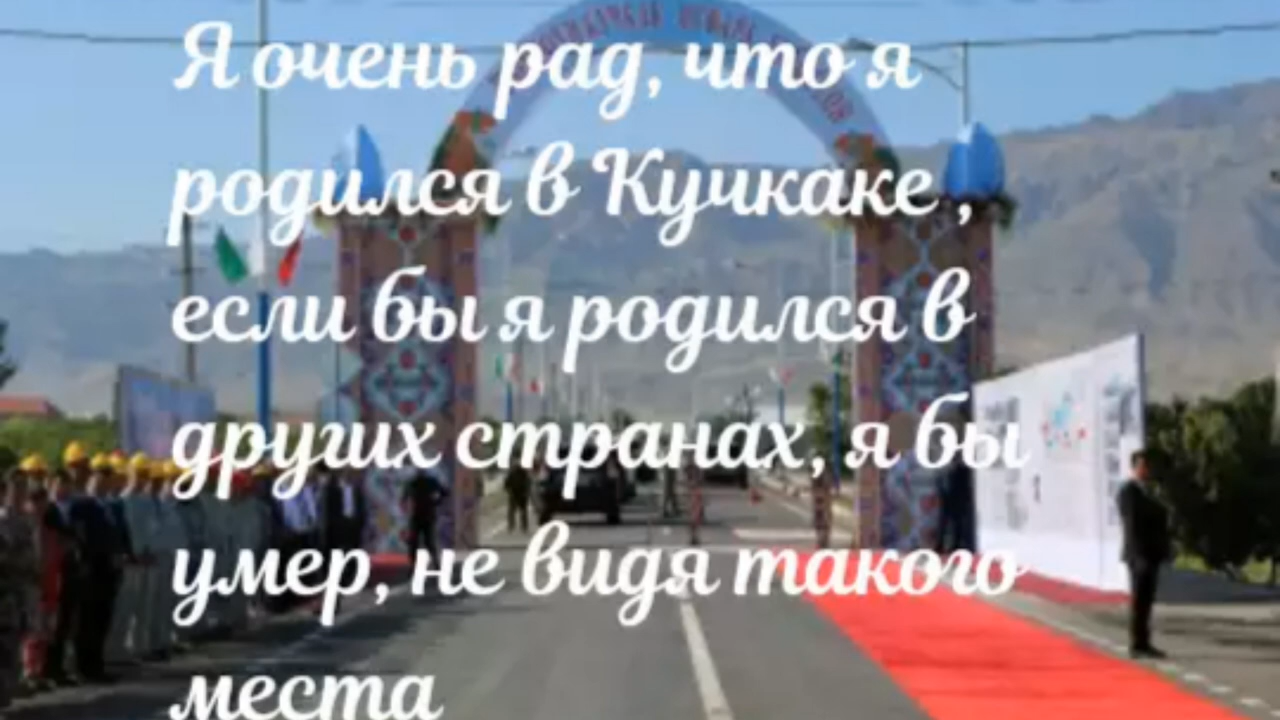 Я очень рад, что я
родился в Кучкаке ,
если бы я родился в
других странах, я бы
умер, не видя такого
места